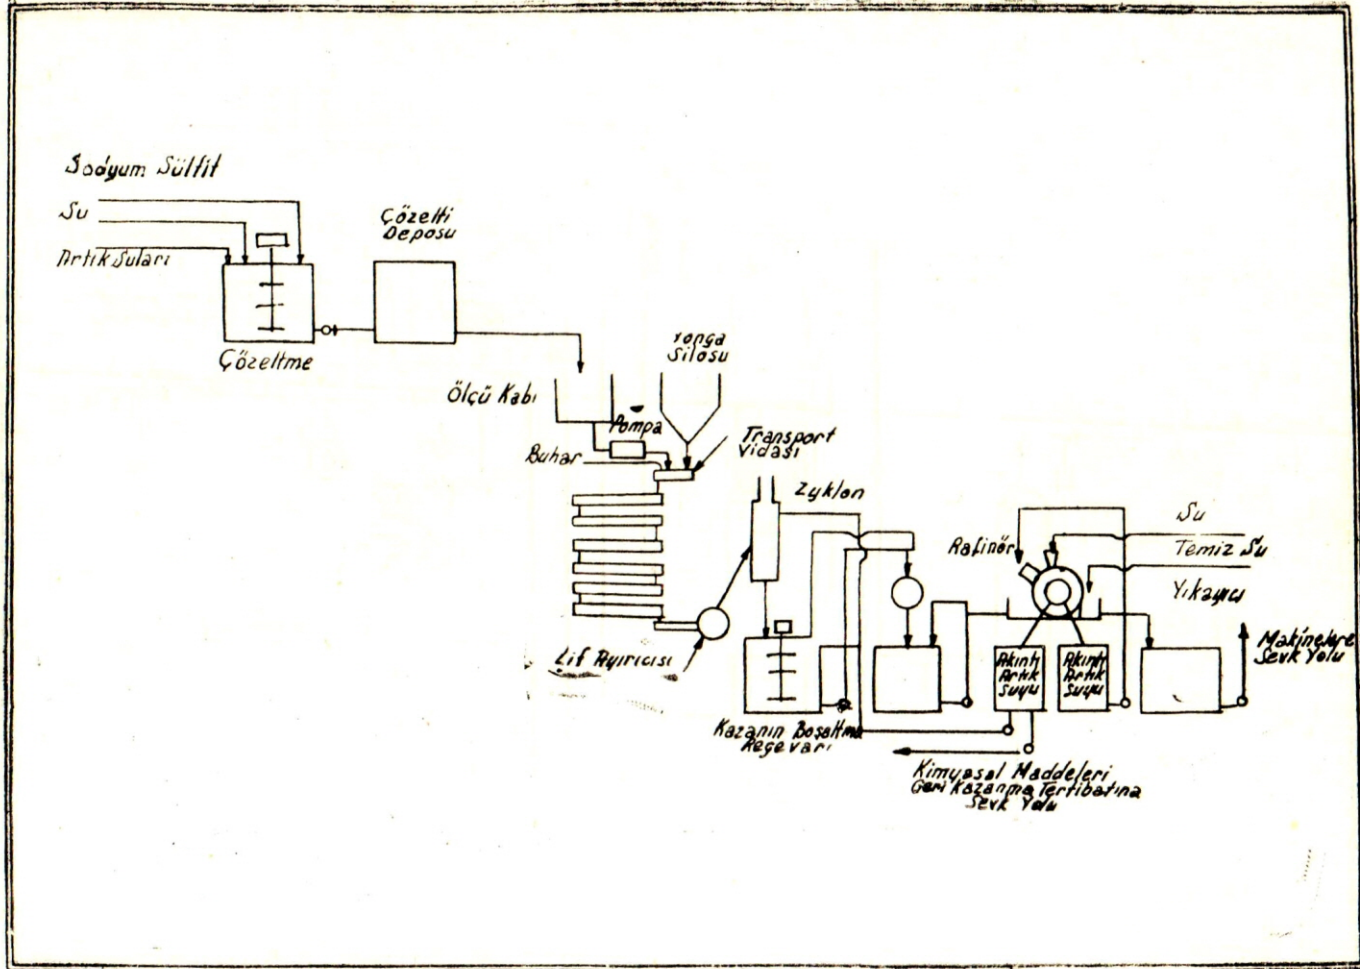 Sodyum Sülfit
Su
Artık Suları
Çözeltme
Çözelti
Deposu
Ölçü Kabı
Pompa
Yonga
Silosu
Buhar
Transport
Vidası
Zyklon
Lif Ayırıcısı
Kazanın Boşaltma
Reçevarı
Rafinör
Su
Temiz Su
Yıkayıcı
Akıntı
Artık
Suyu
Akıntı
Artık
Suyu
Makinelere
Sevk Yolu
Kimyasal Maddeleri
Geri Kazanma Tertibatına
Sevk Yolu